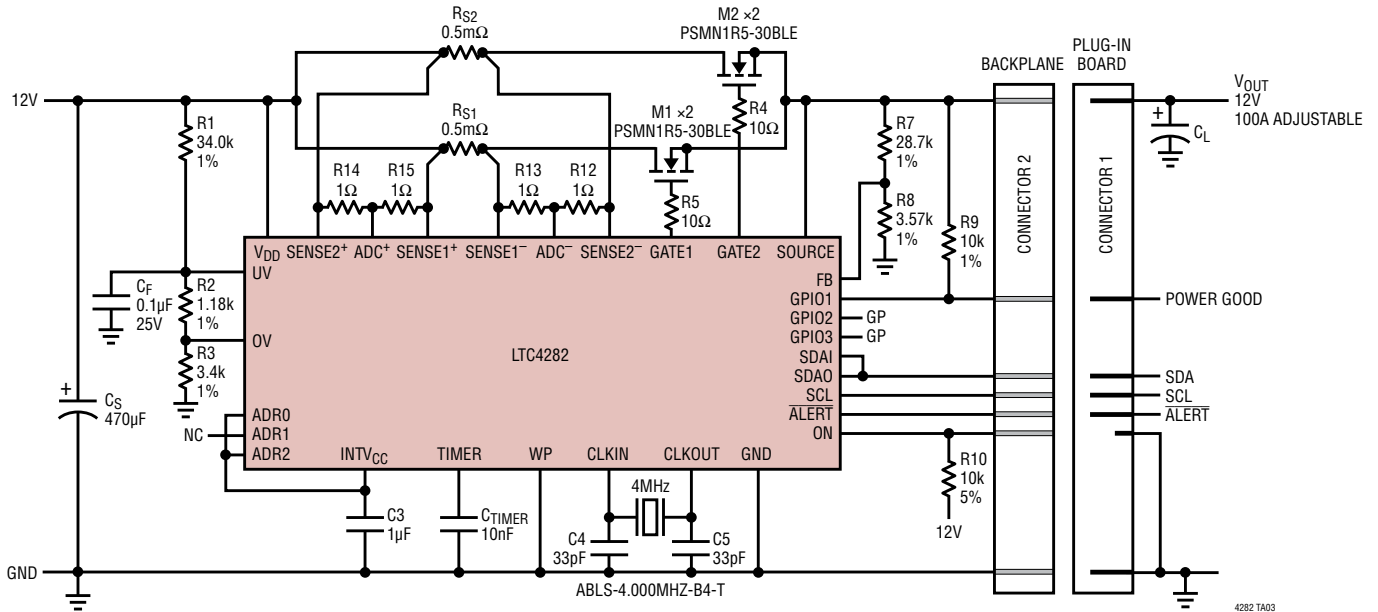 RS2
0.5mΩ
M2 ×2
PSMN1R5-30BLE
BACKPLANE
PLUG-IN
BOARD
12V
RS1
0.5mΩ
M1 ×2
PSMN1R5-30BLE
R4
10Ω
VOUT
12V
100A ADJUSTABLE
+
CL
R1
34.0k
1%
R14
1Ω
R15
1Ω
R13
1Ω
R12
1Ω
R5
10Ω
R7
28.7k
1%
R8
3.57k
1%
R9
10k
1%
CONNECTOR 2
CONNECTOR 1
VDD
SENSE2+
ADC+
SENSE1+
SENSE1−
ADC−
SENSE2−
GATE1
GATE2
SOURCE
UV
FB
CF
0.1µF
25V
R2
1.18k
1%
GPIO1
POWER GOOD
GPIO2
GP
GPIO3
GP
OV
LTC4282
SDAI
R3
3.4k
1%
SDAO
SDA
SCL
SCL
ALERT
ALERT
ON
+
CS
470µF
ADR0
NC
ADR1
ADR2
INTVCC
TIMER
WP
CLKIN
CLKOUT
GND
4MHz
R10
10k
5%
12V
C3
1µF
CTIMER
10nF
C4
33pF
C5
33pF
GND
ABLS-4.000MHZ-B4-T
4282 TA03